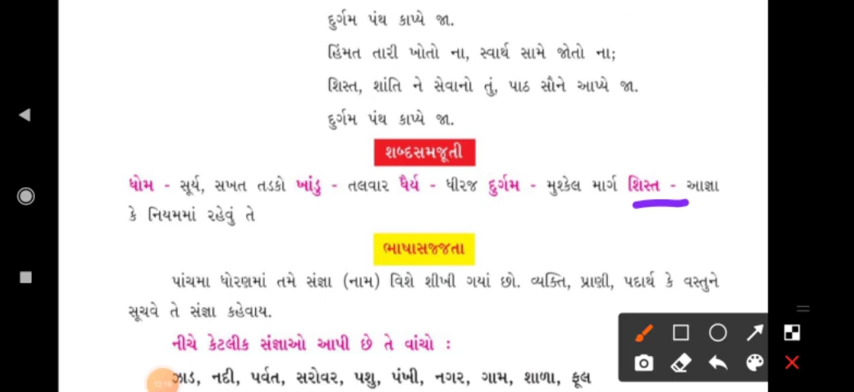 દુર્ગમ પંથ કાપ્યે જા.
હિંમત તારી ખોતો ના, સ્વાર્થ સામે જોતો ના;
શિસ્ત, શાંતિ ને સેવાનો તું, પાઠ સૌને આપ્યે જા.
દુર્ગમ પંથ કાપ્યે જા.
શબ્દસમજૂતી
ધોમ - સૂર્ય, સખત તડકો ખાંડુ - તલવાર ધૈર્ય - ધીરજ દુર્ગમ - મુશ્કેલ માર્ગ શિસ્ત - આજ્ઞા
કે નિયમમાં રહેવું તે
ભાષાસજ્જતા
પાંચમા ધોરણમાં તમે સંજ્ઞા (નામ) વિશે શીખી ગયાં છો. વ્યક્તિ, પ્રાણી, પદાર્થ કે વસ્તુને
સૂચવે તે સંજ્ઞા કહેવાય.
નીચે કેટલીક સંજ્ઞાઓ આપી છે તે વાંચો :
ઝાડ, નદી, પર્વત, સરોવર, પશુ, પંખી, નગર, ગામ, શાળા, ફૂલ